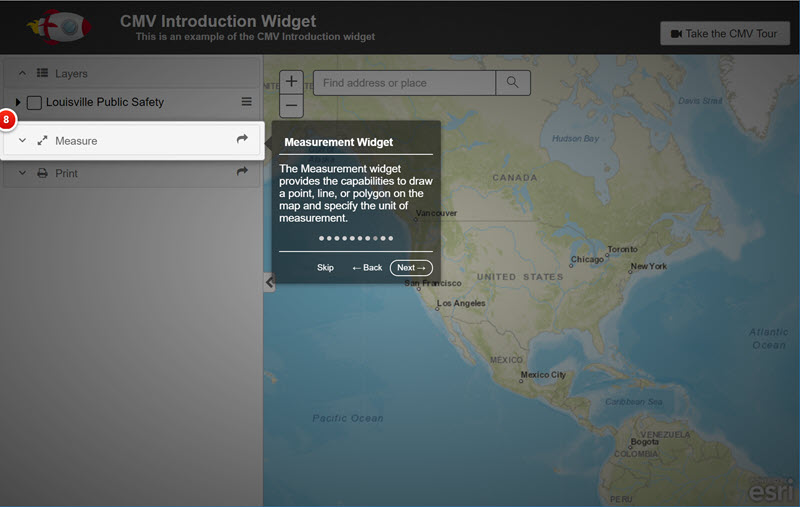 CMV Introduction Widget
This is an example of the CMV Introduction widget
Take the CMV Tour
Layers
Louisville Public Safety
8
Measure
Print
Find address or place
Measurement Widget
The Measurement widget
provides the capabilities to draw
a point, line, or polygon on the
map and specify the unit of
measurement.
Skip
← Back
Next →
Davis Strait
Hudson Bay
CANADA
Vancouver
Toronto
Chicago
New York
UNITED STATES
San Francisco
Los Angeles
Atlantic
Ocean
MÉXICO
Mexico City
Caribbean Sea
Pacific Ocean
VENEZUELA
Bogota
COLOMBIA
PERU
esri